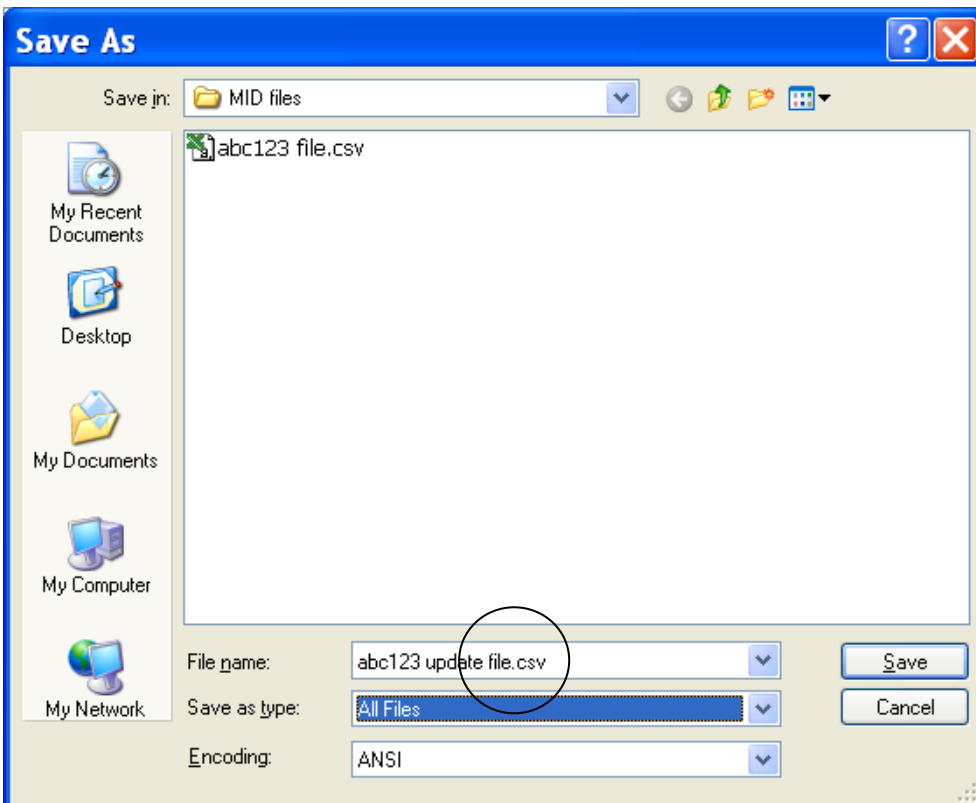 Save As
Save in:
MID files
abc123 file.csv
My Recent
Documents
Desktop
My Documents
My Computer
My Network
File name:
abc123 update file.csv
Save
Save as type:
All Files
Cancel
Encoding:
ANSI